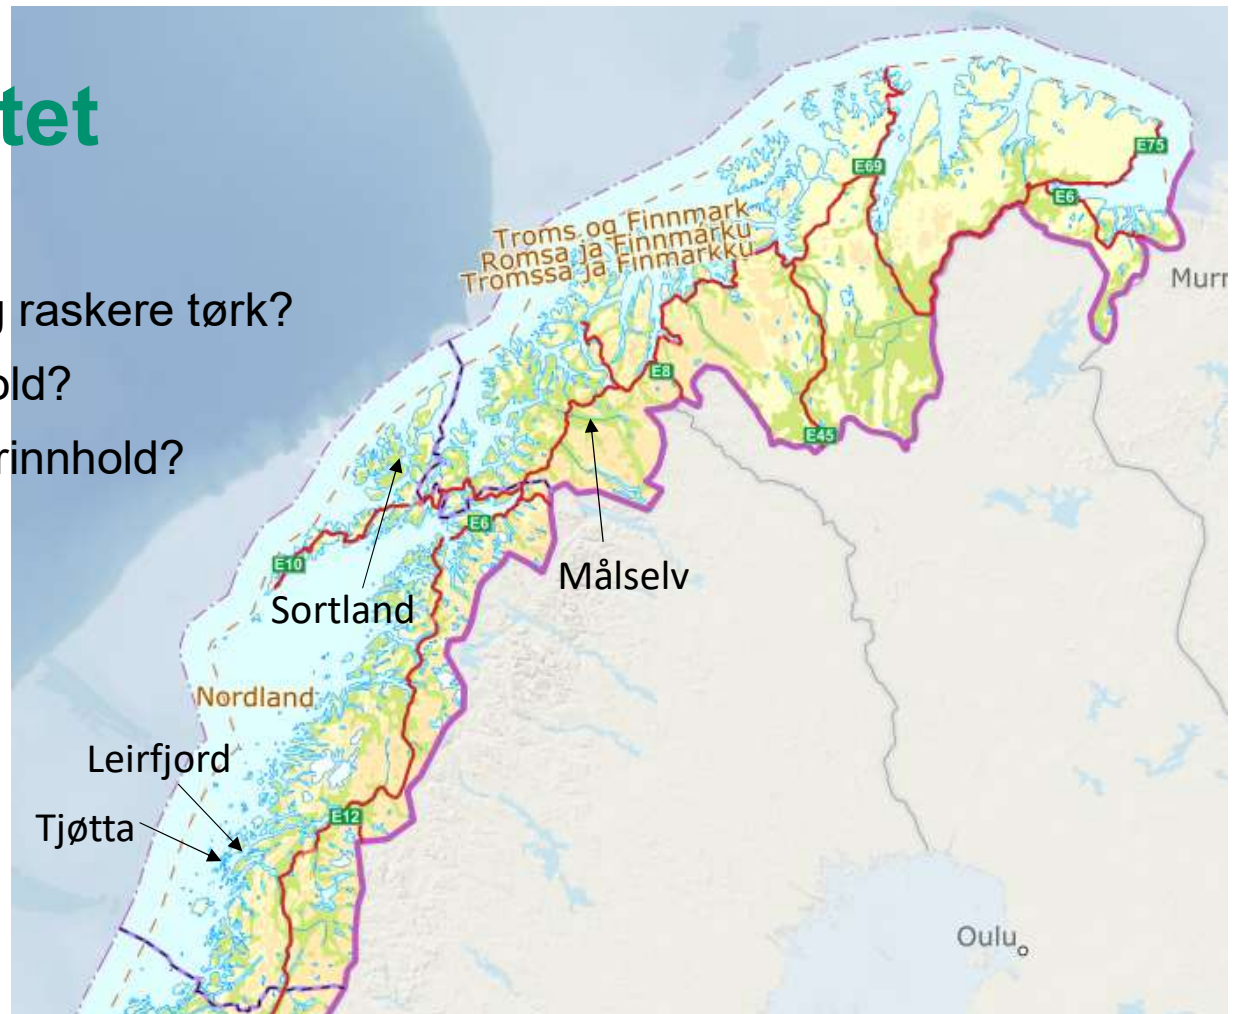 tet
g raskere tørk?
old?
rinnhold?
E75
E69
E6
Troms og Finnmark
Romsa ja Finnmárku
Tromssa ja Finmarkku
Murr
E8
E45
E6
E10
Målselv
Sortland
Nordland
Leirfjord
Tjøtta
E12
Oulu